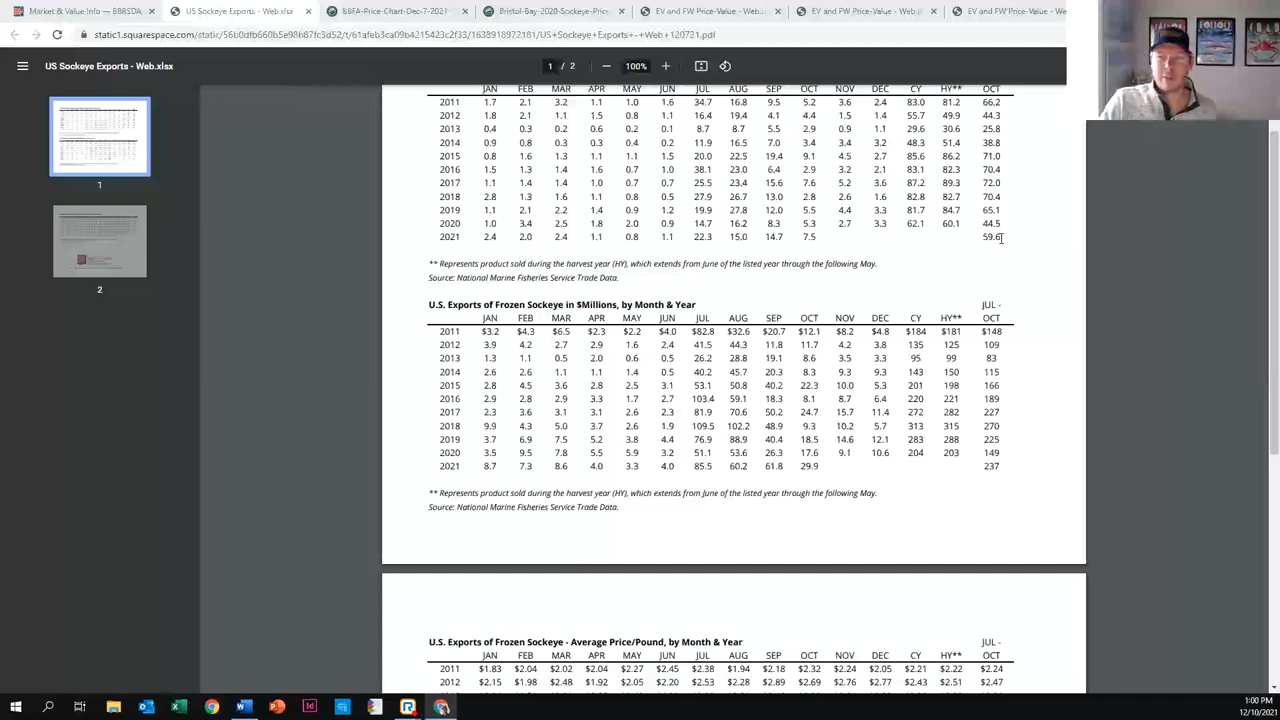 Market & Value Info — BBRSDA
US Sockeye Exports - Web.xlsx
BBFA-Price-Chart-Dec-7-2021
Bristol-Bay-2020-Sockeye-Price
EV and FW Price-Value - Web
EV and FW Price-Value - Web
EV and FW Price-Value - We
static1.squarespace.com/static/56b0dfb660b5e98b87fc3d52/t/61afeb3ca09b4215423c2f33/1638918192181/US+Sockeye+Exports+-+Web+120721.pdf
US Sockeye Exports - Web.xlsx
1 / 2
100%
JAN FEB MAR APR MAY JUN JUL AUG SEP OCT NOV DEC CY HY** OCT
2011 1.7 2.1 3.2 1.1 1.0 1.6 34.7 16.8 9.5 5.2 3.6 2.4 83.0 81.2 66.2
2012 1.8 2.1 1.1 1.5 0.8 1.1 16.4 19.4 4.1 4.4 1.5 1.4 55.7 49.9 44.3
2013 0.4 0.3 0.2 0.6 0.2 0.1 8.7 8.7 5.5 2.9 0.9 1.1 29.6 30.6 25.8
2014 0.9 0.8 0.3 0.3 0.4 0.2 11.9 16.5 7.0 3.4 3.4 3.2 48.3 51.4 38.8
2015 0.8 1.6 1.3 1.1 1.1 1.5 20.0 22.5 19.4 9.1 4.5 2.7 85.6 86.2 71.0
2016 1.5 1.3 1.4 1.6 0.7 1.0 38.1 23.0 6.4 2.9 3.2 2.1 83.1 82.3 70.4
2017 1.1 1.4 1.4 1.0 0.7 0.7 25.5 23.4 15.6 7.6 5.2 3.6 87.2 89.3 72.0
2018 2.8 1.3 1.6 1.1 0.8 0.5 27.9 26.7 13.0 2.8 2.6 1.6 82.8 82.7 70.4
2019 1.1 2.1 2.2 1.4 0.9 1.2 19.9 27.8 12.0 5.5 4.4 3.3 81.7 84.7 65.1
2020 1.0 3.4 2.5 1.8 2.0 0.9 14.7 16.2 8.3 5.3 2.7 3.3 62.1 60.1 44.5
2021 2.4 2.0 2.4 1.1 0.8 1.1 22.3 15.0 14.7 7.5 59.6
** Represents product sold during the harvest year (HY), which extends from June of the listed year through the following May.
Source: National Marine Fisheries Service Trade Data.
U.S. Exports of Frozen Sockeye in $Millions, by Month & Year JUL -
JAN FEB MAR APR MAY JUN JUL AUG SEP OCT NOV DEC CY HY** OCT
2011 $3.2 $4.3 $6.5 $2.3 $2.2 $4.0 $82.8 $32.6 $20.7 $12.1 $8.2 $4.8 $184 $181 $148
2012 3.9 4.2 2.7 2.9 1.6 2.4 41.5 44.3 11.8 11.7 4.2 3.8 135 125 109
2013 1.3 1.1 0.5 2.0 0.6 0.5 26.2 28.8 19.1 8.6 3.5 3.3 95 99 83
2014 2.6 2.6 1.1 1.1 1.4 0.5 40.2 45.7 20.3 8.3 9.3 9.3 143 150 115
2015 2.8 4.5 3.6 2.8 2.5 3.1 53.1 50.8 40.2 22.3 10.0 5.3 201 198 166
2016 2.9 2.8 2.9 3.3 1.7 2.7 103.4 59.1 18.3 8.1 8.7 6.4 220 221 189
2017 2.3 3.6 3.1 3.1 2.6 2.3 81.9 70.6 50.2 24.7 15.7 11.4 272 282 227
2018 9.9 4.3 5.0 3.7 2.6 1.9 109.5 102.2 48.9 9.3 10.2 5.7 313 315 270
2019 3.7 6.9 7.5 5.2 3.8 4.4 76.9 88.9 40.4 18.5 14.6 12.1 283 288 225
2020 3.5 9.5 7.8 5.5 5.9 3.2 51.1 53.6 26.3 17.6 9.1 10.6 204 203 149
2021 8.7 7.3 8.6 4.0 3.3 4.0 85.5 60.2 61.8 29.9 237
** Represents product sold during the harvest year (HY), which extends from June of the listed year through the following May.
Source: National Marine Fisheries Service Trade Data.
U.S. Exports of Frozen Sockeye - Average Price/Pound, by Month & Year JUL -
JAN FEB MAR APR MAY JUN JUL AUG SEP OCT NOV DEC CY HY** OCT
2011 $1.83 $2.04 $2.02 $2.04 $2.27 $2.45 $2.38 $1.94 $2.18 $2.32 $2.24 $2.05 $2.21 $2.22 $2.24
2012 $2.15 $1.98 $2.48 $1.92 $2.05 $2.20 $2.53 $2.28 $2.89 $2.69 $2.76 $2.77 $2.43 $2.51 $2.47
1
2
1:00 PM
12/10/2021